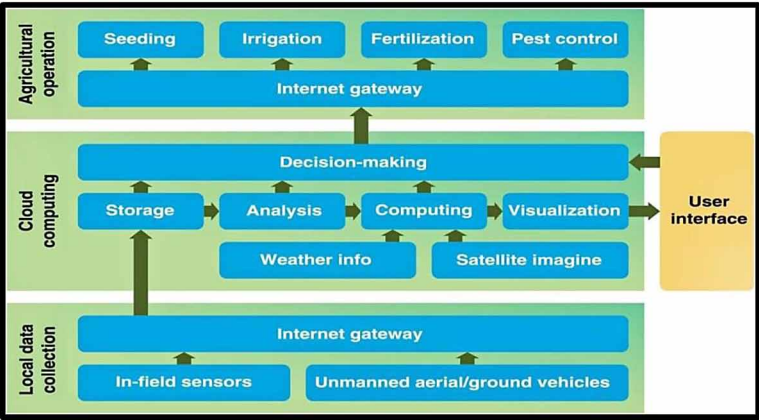 Agricultural
operation
Seeding
Irrigation
Fertilization
Pest control
Internet gateway
Cloud
computing
Decision-making
Storage
Analysis
Computing
Visualization
Weather info
Satellite imagine
User
interface
Local data
collection
Internet gateway
In-field sensors
Unmanned aerial/ground vehicles